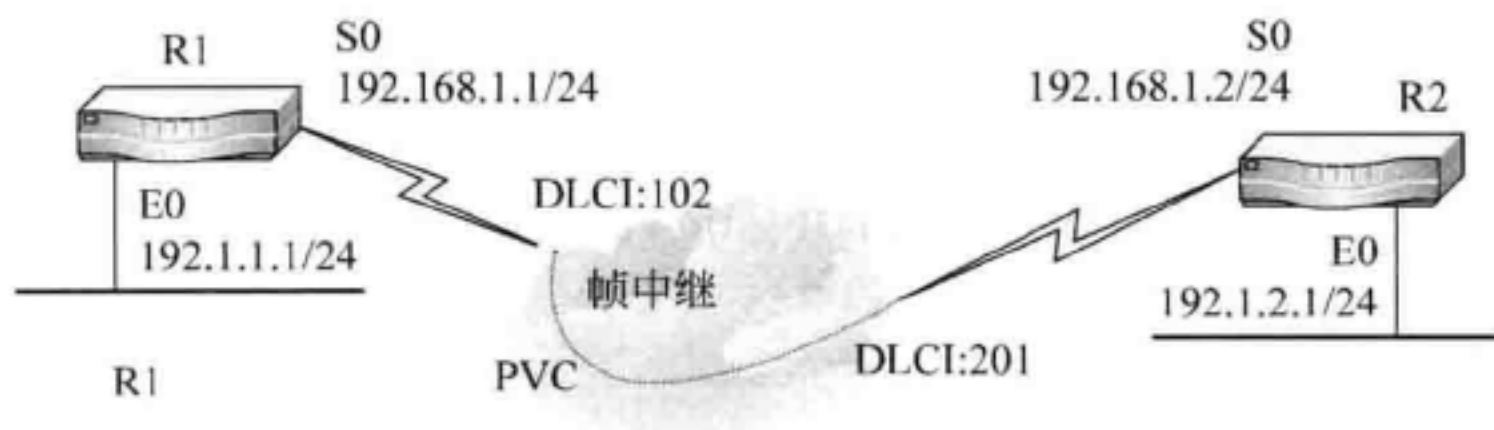 R1
S0
192.168.1.1/24
E0
192.1.1.1/24
R1
DLCI:102
帧中继
PVC
DLCI:201
S0
192.168.1.2/24
R2
E0
192.1.2.1/24